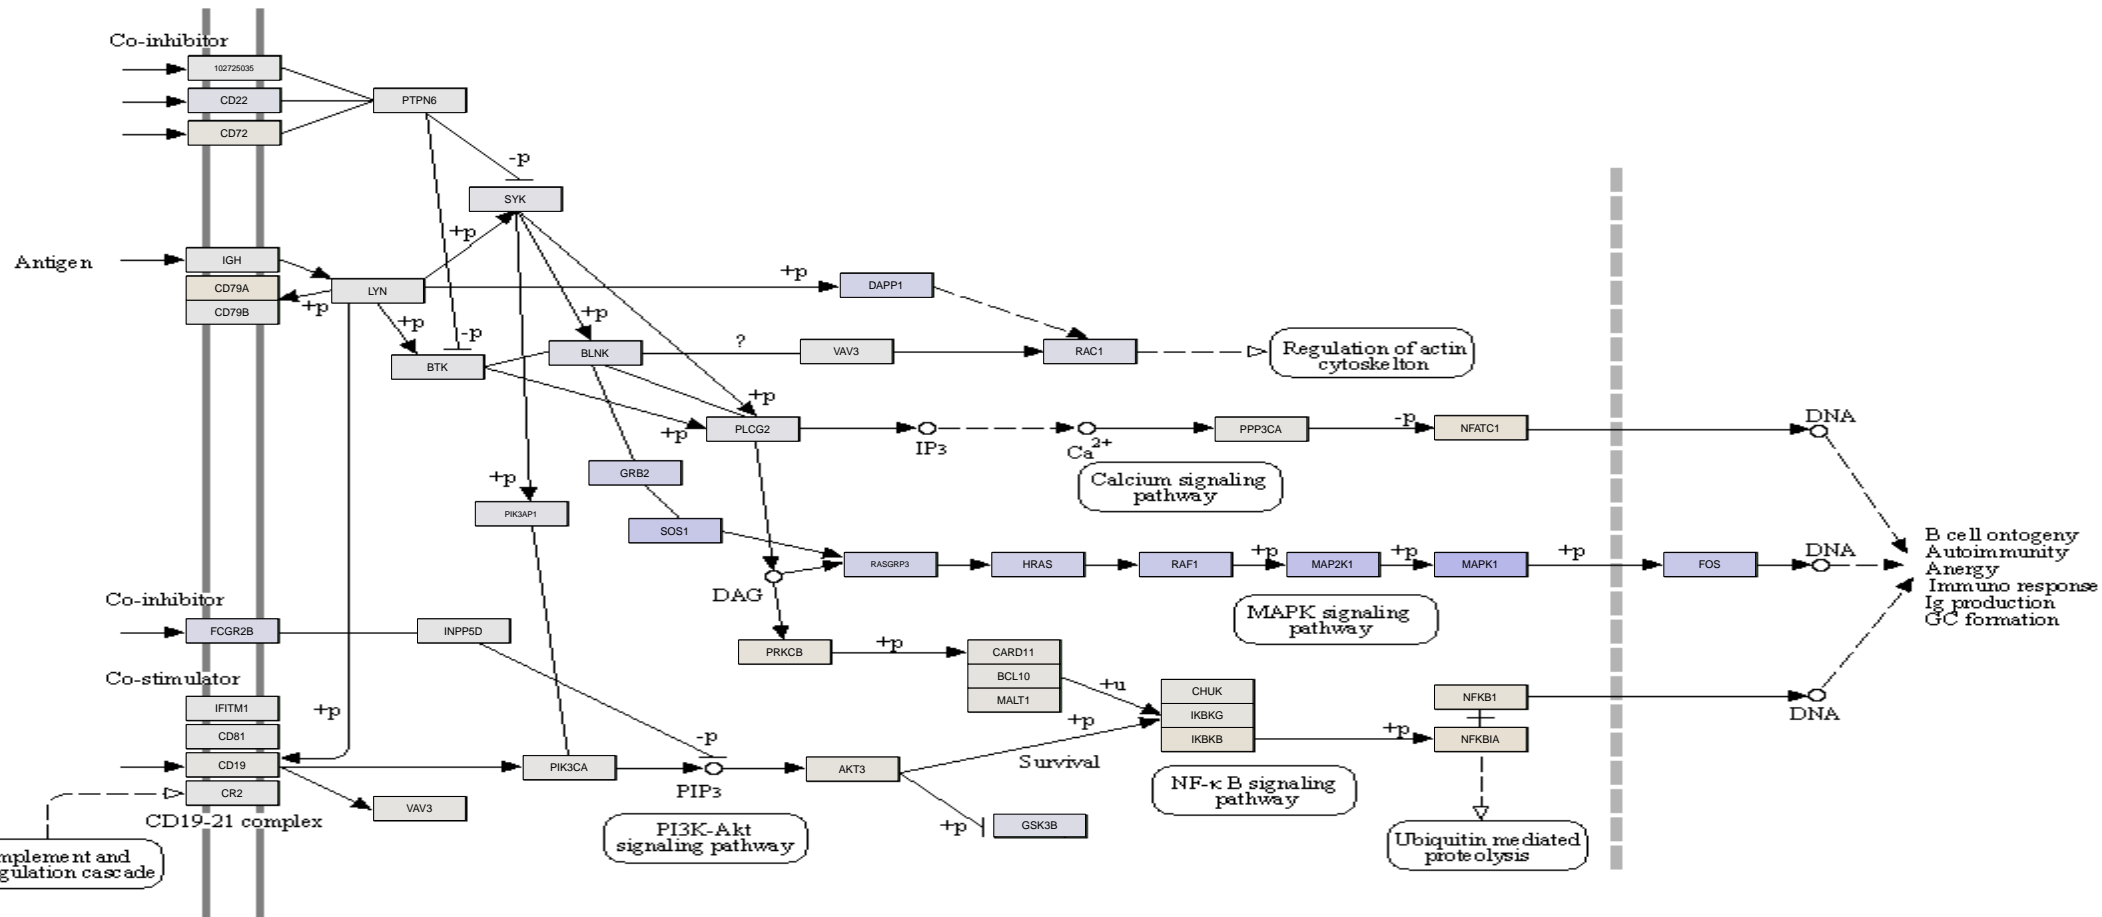 Co-inhibitor
102725035
CD22
PTPN6
CD72
-p
SYK
+p
Antigen
IGH
CD79A
LYN
+p
CD79B
+p
-p
+p
DAPP1
+p
BTK
BLNK
?
VAV3
RAC1
Regulation of actin
cytoskelton
+p
+p
PLCG2
IP3
Ca2+
PPP3CA
-p
NFATC1
DNA
Calcium signaling
pathway
GRB2
+p
PIK3AP1
SOS1
RASGRP3
HRAS
RAF1
+p
MAP2K1
+p
MAPK1
+p
FOS
DNA
B cell ontogeny
Autoimmunity
Anergy
Immuno response
Ig production
GC formation
DAG
MAPK signaling
pathway
Co-inhibitor
FCGR2B
INPP5D
PRKCB
+p
CARD11
BCL10
MALT1
+u
CHUK
IKBKG
IKBKB
+p
+p
NFKB1
NFKBIA
DNA
Co-stimulator
IFITM1
+p
CD81
CD19
CR2
CD19-21 complex
VAV3
PIK3CA
-p
PIP3
AKT3
Survival
+p
GSK3B
PI3K-Akt
signaling pathway
NF-κ B signaling
pathway
Ubiquitin mediated
proteolysis
mplement and
gulation cascade